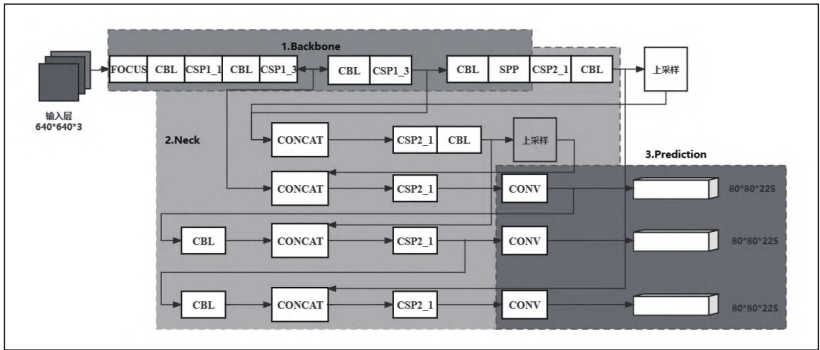 1.Backbone
FOCUS CBL CSP1_1 CBL CSP1_3 CBL CSP1_3 CBL SPP CSP2_1 CBL 上采样
输入层
640*640*3
2.Neck
CONCAT CSP2_1 CBL 上采样
3.Prediction
CONCAT CSP2_1 CONV 80*80*225
CBL CONCAT CSP2_1 CONV 80*80*225
CBL CONCAT CSP2_1 CONV 80*80*225